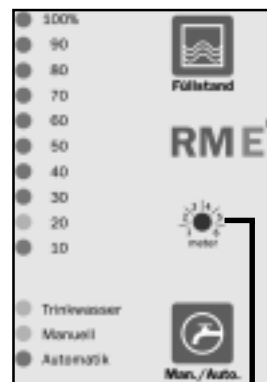 100%
90
80
70
60
50
40
30
20
10
Füllstand
RME
meter
Trinkwasser
Manuell
Automatik
Man./Auto.